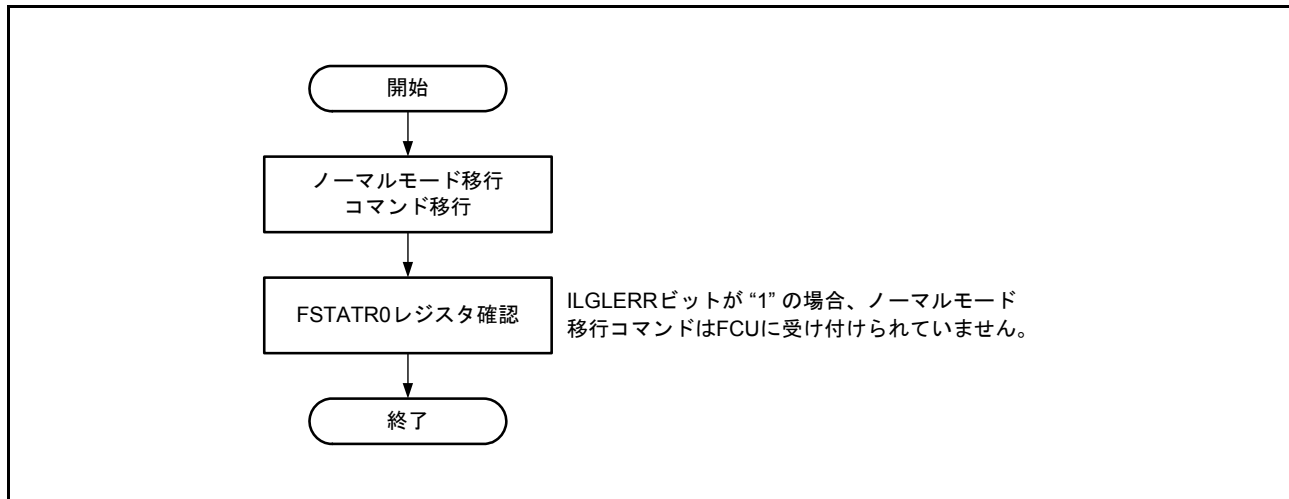 開始
ノーマルモード移行
コマンド移行
FSTATR0レジスタ確認
ILGLERRビットが “1” の場合、ノーマルモード
移行コマンドはFCUに受け付けられていません。
終了